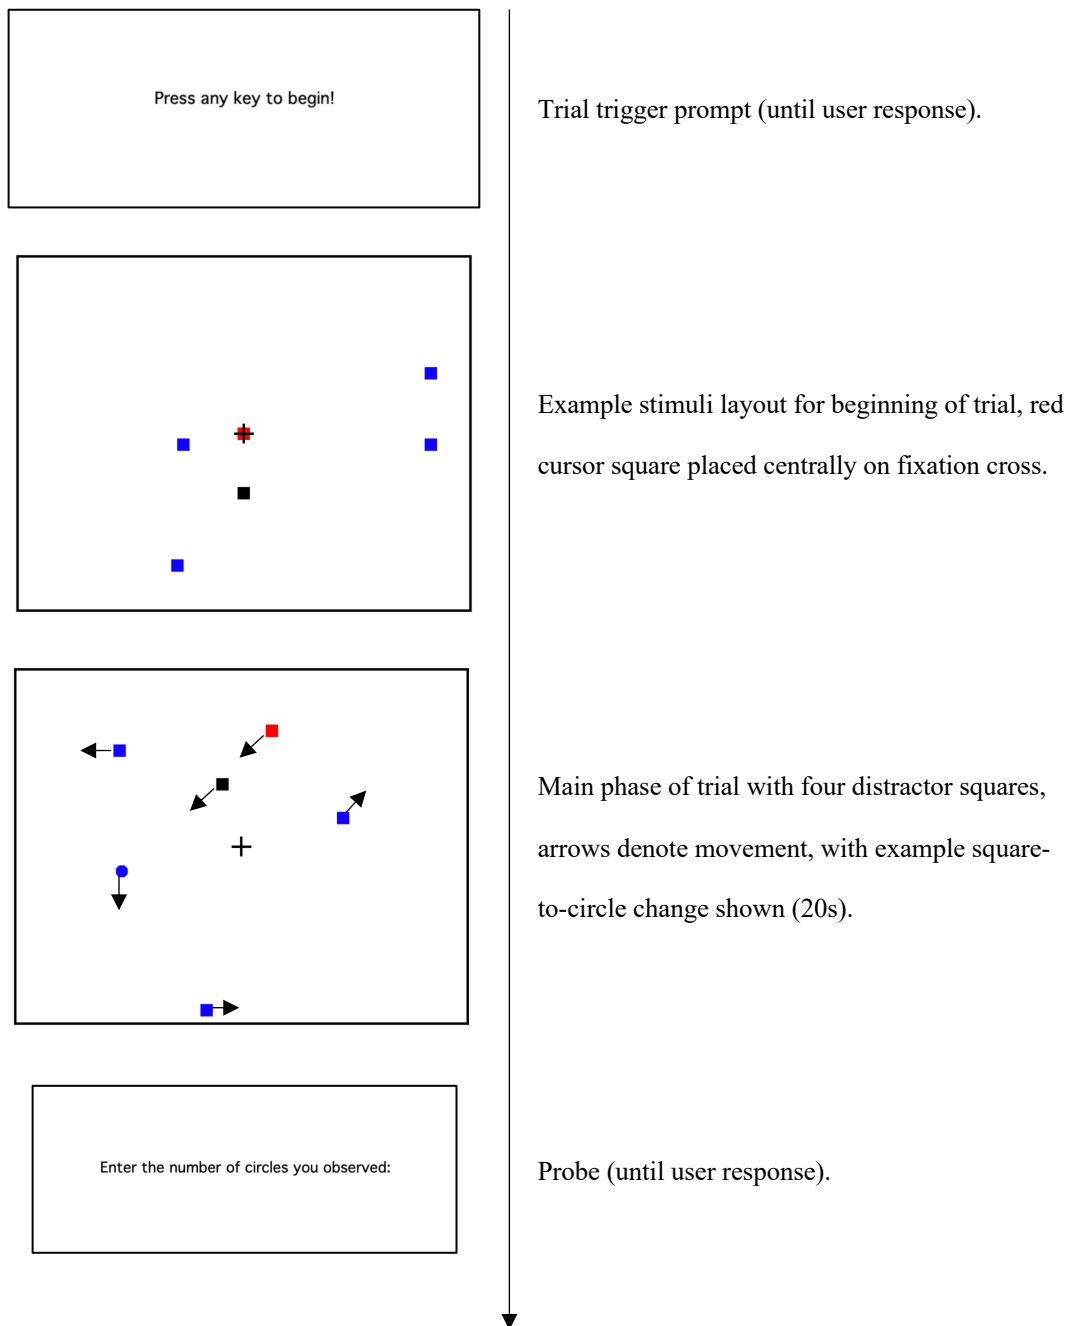 Press any key to begin!
Trial trigger prompt (until user response).
Example stimuli layout for beginning of trial, red
cursor square placed centrally on fixation cross.
Main phase of trial with four distractor squares,
arrows denote movement, with example square-
to-circle change shown (20s).
Enter the number of circles you observed:
Probe (until user response).